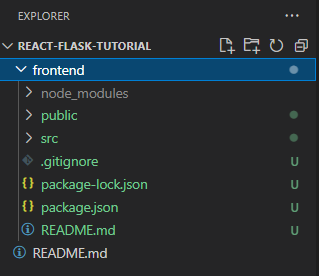 EXPLORER
REACT-FLASK-TUTORIAL
frontend
node_modules
public
src
.gitignore U
package-lock.json U
package.json U
README.md U
README.md